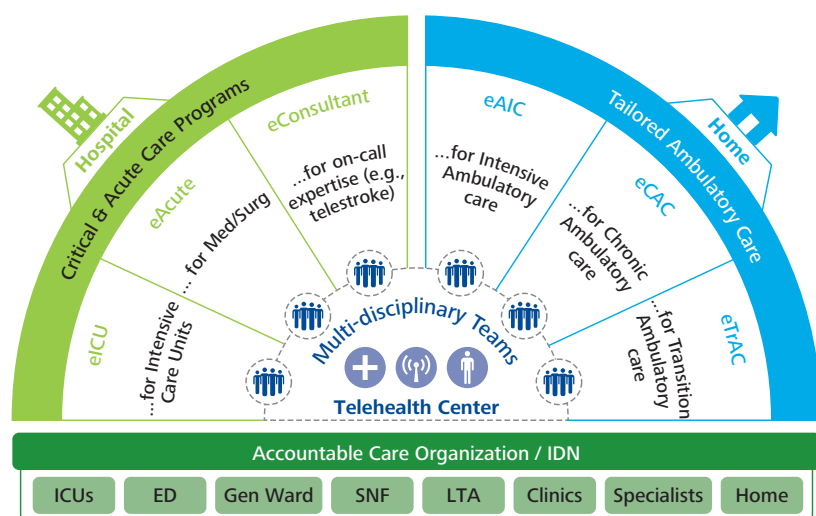 Hospital
Critical & Acute Care Programs
eICU
...for Intensive
Care Units
eAcute
... for Med/Surg
eConsultant
...for on-call
expertise (e.g.,
telestroke)
Home
Tailored Ambulatory Care
eAIC
...for Intensive
Ambulatory
care
eCAC
...for Chronic
Ambulatory
care
eTrAC
...for Transition
Ambulatory
care
Multi-disciplinary Teams
Telehealth Center
Accountable Care Organization / IDN
ICUs
ED
Gen Ward
SNF
LTA
Clinics
Specialists
Home